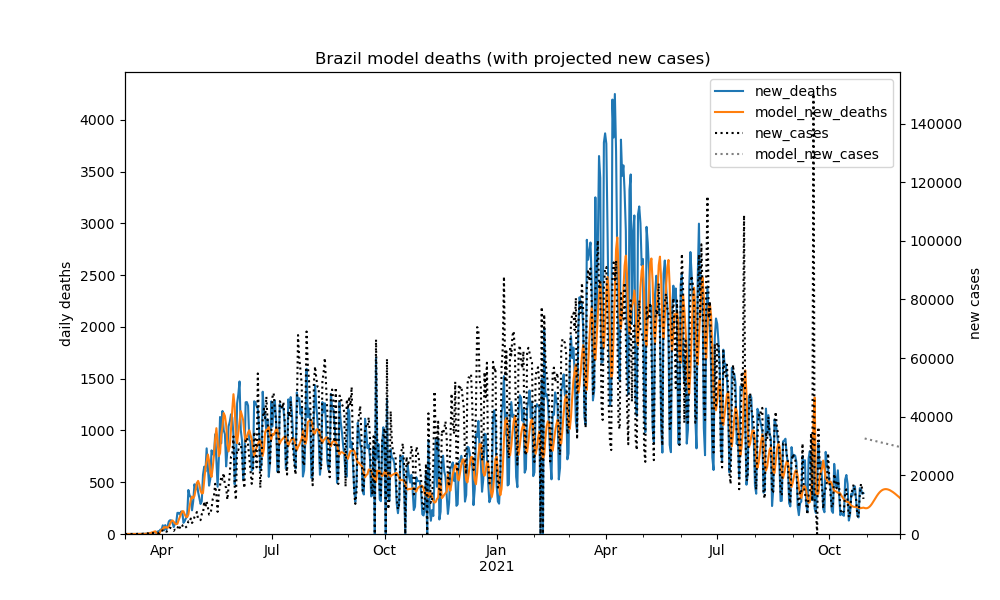 Brazil model deaths (with projected new cases)
new_deaths
model_new_deaths
new_cases
model_new_cases
4000
3500
3000
2500
2000
1500
1000
500
0
daily deaths
140000
120000
100000
80000
60000
40000
20000
0
new cases
Apr
Jul
Oct
Jan
2021
Apr
Jul
Oct